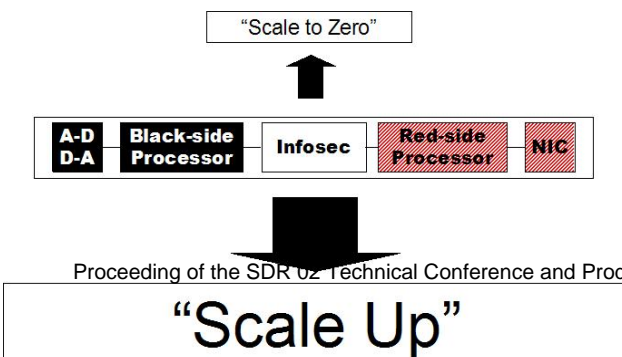 “Scale to Zero”
A-D
D-A
Black-side
Processor
Infosec
Red-side
Processor
NIC
Proceeding of the SDR 02 Technical Conference and Prod
“Scale Up”